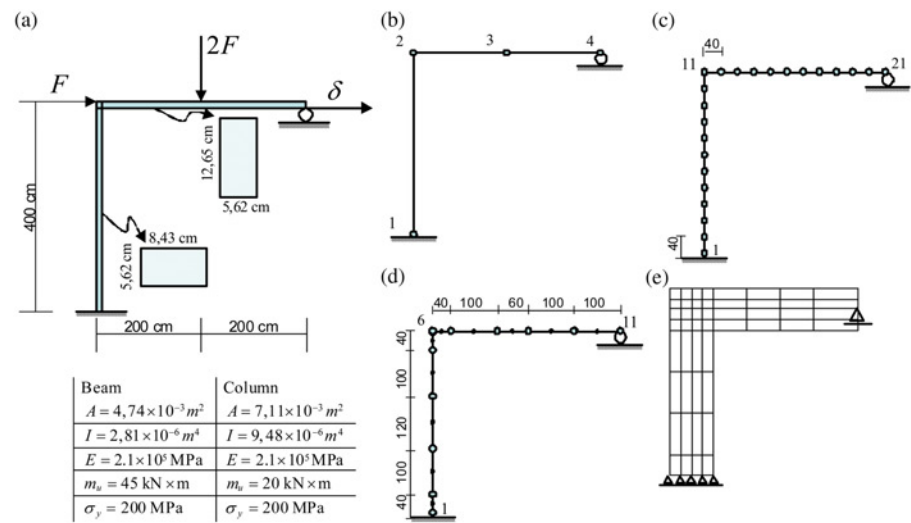 (a)
2F
F
δ
12,65 cm
5,62 cm
8,43 cm
5,62 cm
400 cm
200 cm
200 cm
Beam
Column
A = 4,74×10⁻³ m²
A = 7,11×10⁻³ m²
I = 2,81×10⁻⁶ m⁴
I = 9,48×10⁻⁶ m⁴
E = 2.1×10⁵ MPa
E = 2.1×10⁵ MPa
mᵤ = 45 kN × m
mᵤ = 20 kN × m
σᵧ = 200 MPa
σᵧ = 200 MPa
(b)
2
3
4
1
(c)
40
11
21
40
1
(d)
40
100
60
100
100
6
11
40
100
120
100
40
1
(e)